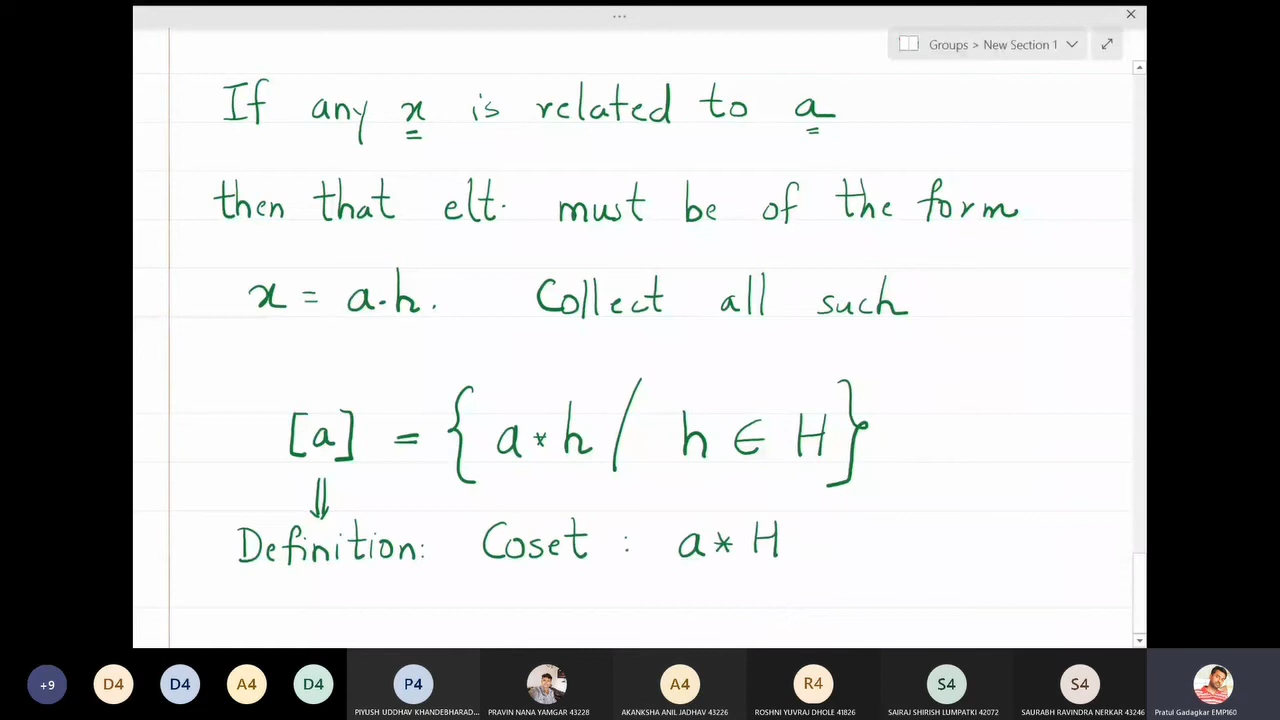 Groups > New Section 1
If any x is related to a
then that elt. must be of the form
x = a.h. Collect all such
[a] = { a * h / h ∈ H }
⇓
Definition: Coset : a * H
+9 D4 D4 A4 D4 P4 A4 R4 S4 S4
PIYUSH UDDHAV KHANDEBHARAD... PRAVIN NANA YAMGAR 43228 AKANKSHA ANIL JADHAV 43226 ROSHNI YUVRAJ DHOLE 41826 SAIRAJ SHIRISH LUMPATKI 42072 SAURABH RAVINDRA NERKAR 43246 Pratul Gadagkar EMP160